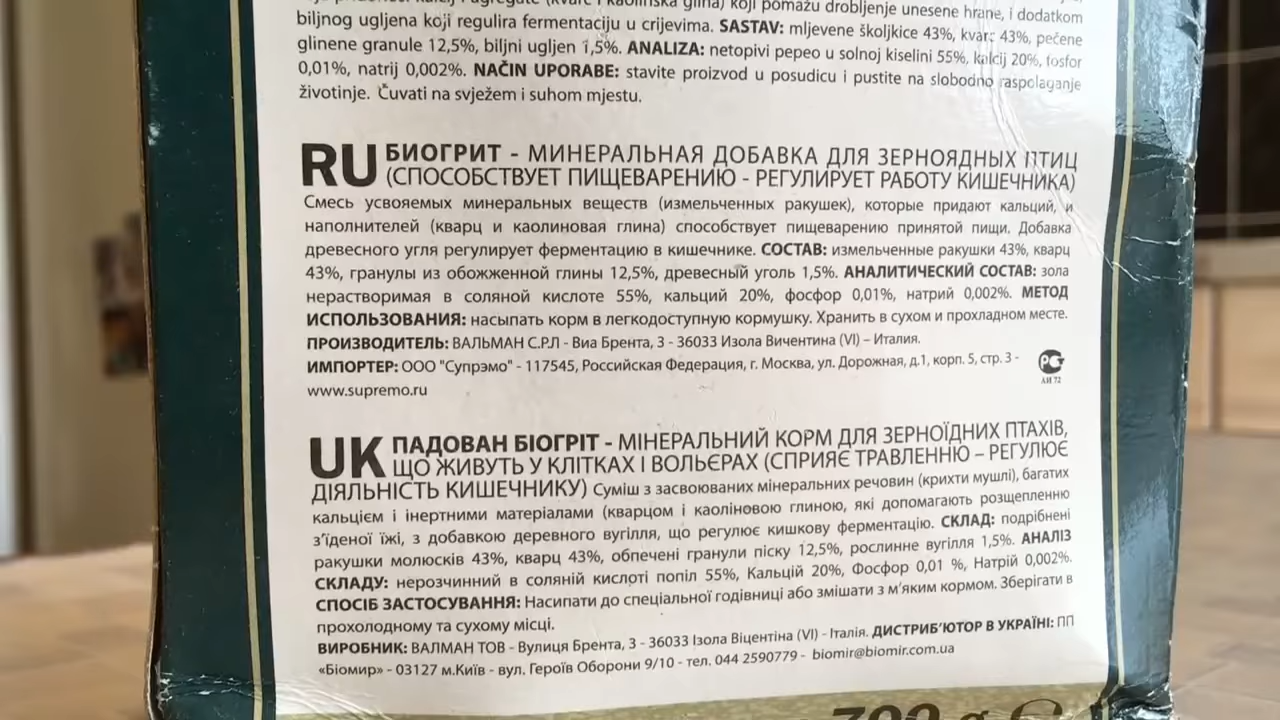 koji pomažu drobljenje unesene hrane, i dodatkom
biljnog ugljena koji regulira fermentaciju u crijevima. SASTAV: mljevene školjkice 43%, kvarc 43%, pečene
glinene granule 12,5%, biljni ugljen 1,5%. ANALIZA: netopivi pepeo u solnoj kiselini 55%, kalcij 20%, fosfor
0,01%, natrij 0,002%. NAČIN UPORABE: stavite proizvod u posudicu i pustite na slobodno raspolaganje
životinje. Čuvati na svježem i suhom mjestu.
RU БИОГРИТ - МИНЕРАЛЬНАЯ ДОБАВКА ДЛЯ ЗЕРНОЯДНЫХ ПТИЦ
(СПОСОБСТВУЕТ ПИЩЕВАРЕНИЮ - РЕГУЛИРУЕТ РАБОТУ КИШЕЧНИКА)
Смесь усвояемых минеральных веществ (измельченных ракушек), которые придают кальций, и
наполнителей (кварц и каолиновая глина) способствует пищеварению принятой пищи. Добавка
древесного угля регулирует ферментацию в кишечнике. СОСТАВ: измельченные ракушки 43%, кварц
43%, гранулы из обожженной глины 12,5%, древесный уголь 1,5%. АНАЛИТИЧЕСКИЙ СОСТАВ: зола
нерастворимая в соляной кислоте 55%, кальций 20%, фосфор 0,01%, натрий 0,002%. МЕТОД
ИСПОЛЬЗОВАНИЯ: насыпать корм в легкодоступную кормушку. Хранить в сухом и прохладном месте.
ПРОИЗВОДИТЕЛЬ: ВАЛЬМАН С.Р.Л - Виа Брента, 3 - 36033 Изола Вичентина (VI) – Италия.
ИМПОРТЕР: ООО "Супрэмо" - 117545, Российская Федерация, г. Москва, ул. Дорожная, д.1, корп. 5, стр. 3 -
www.supremo.ru
АИ 72
UK ПАДОВАН БІОГРІТ - МІНЕРАЛЬНИЙ КОРМ ДЛЯ ЗЕРНОЇДНИХ ПТАХІВ,
ЩО ЖИВУТЬ У КЛІТКАХ І ВОЛЬЄРАХ (СПРИЯЄ ТРАВЛЕННЮ – РЕГУЛЮЄ
ДІЯЛЬНІСТЬ КИШЕЧНИКУ) Суміш з засвоюваних мінеральних речовин (крихти мушлі), багатих
кальцієм і інертними матеріалами (кварцом і каоліновою глиною, які допомагають розщепленню
з'їденої їжі, з добавкою деревного вугілля, що регулює кишкову ферментацію. СКЛАД: подрібнені
ракушки молюсків 43%, кварц 43%, обпечені гранули піску 12,5%, рослинне вугілля 1,5%. АНАЛІЗ
СКЛАДУ: нерозчинний в соляній кислоті попіл 55%, Кальцій 20%, Фосфор 0,01 %, Натрій 0,002%.
СПОСІБ ЗАСТОСУВАННЯ: Насипати до спеціальної годівниці або змішати з м'яким кормом. Зберігати в
прохолодному та сухому місці.
ВИРОБНИК: ВАЛМАН ТОВ - Вулиця Брента, 3 - 36033 Ізола Віцентіна (VI) - Італія. ДИСТРИБ'ЮТОР В УКРАЇНІ: ПП
«Біомир» - 03127 м.Київ - вул. Героїв Оборони 9/10 - тел. 044 2590779 - biomir@biomir.com.ua
700 g